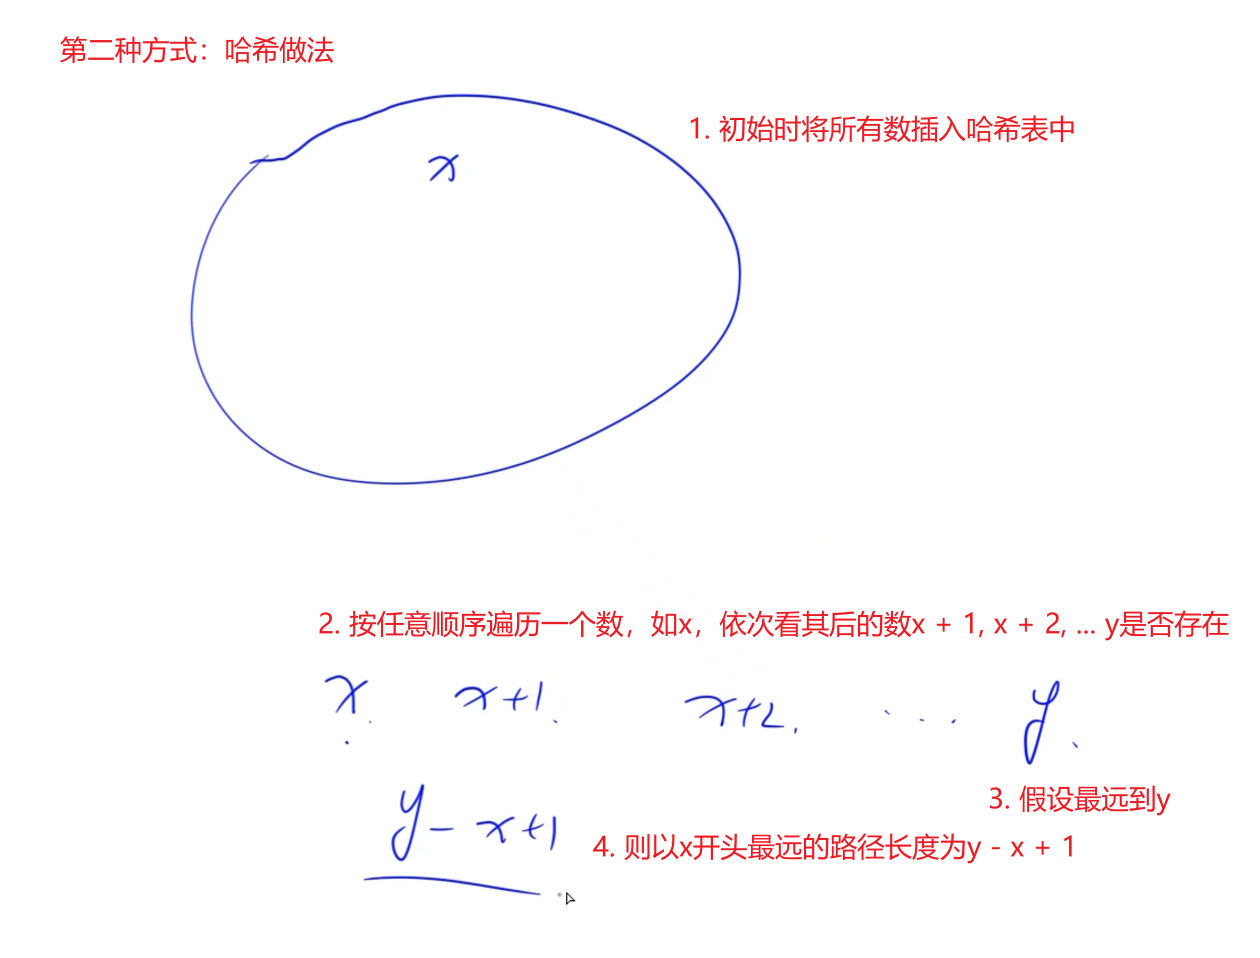 第二种方式：哈希做法
1. 初始时将所有数插入哈希表中
x
2. 按任意顺序遍历一个数，如x，依次看其后的数x + 1, x + 2, ... y是否存在
x. x+1. x+2. ... y.
3. 假设最远到y
y - x+1
4. 则以x开头最远的路径长度为y - x + 1